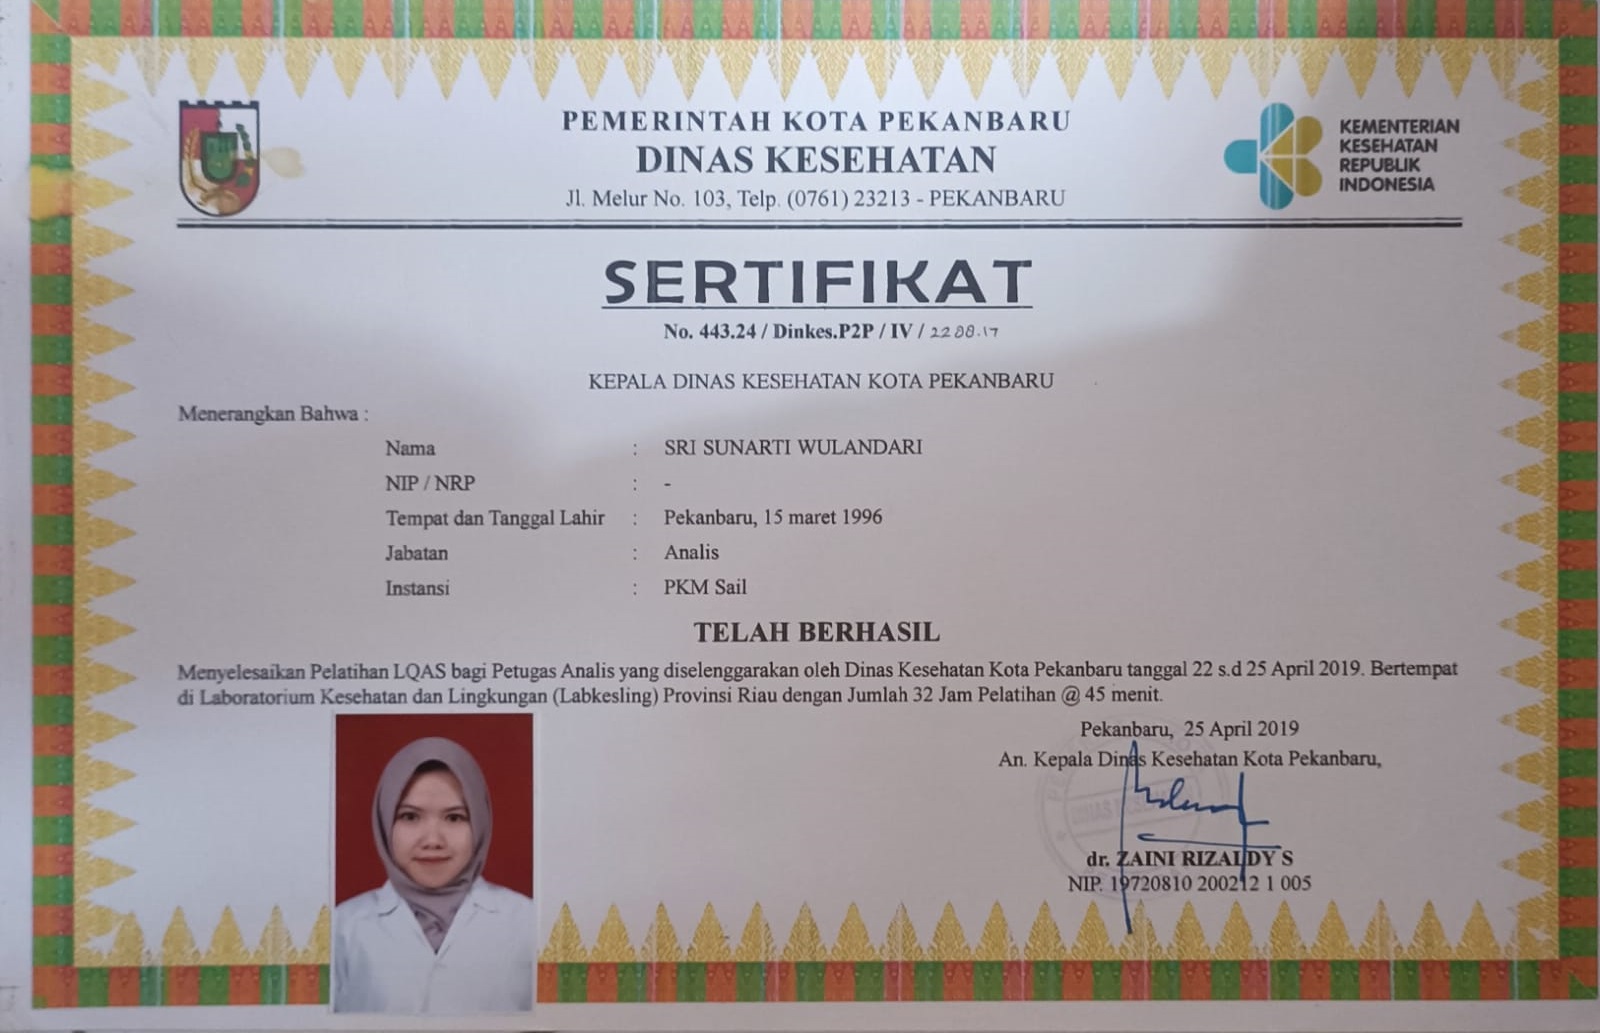 PEMERINTAH KOTA PEKANBARU
DINAS KESEHATAN
Jl. Melur No. 103, Telp. (0761) 23213 - PEKANBARU
KEMENTERIAN
KESEHATAN
REPUBLIK
INDONESIA
SERTIFIKAT
No. 443.24 / Dinkes.P2P / IV / 2288.17
KEPALA DINAS KESEHATAN KOTA PEKANBARU
Menerangkan Bahwa :
Nama : SRI SUNARTI WULANDARI
NIP / NRP : -
Tempat dan Tanggal Lahir : Pekanbaru, 15 maret 1996
Jabatan : Analis
Instansi : PKM Sail
TELAH BERHASIL
Menyelesaikan Pelatihan LQAS bagi Petugas Analis yang diselenggarakan oleh Dinas Kesehatan Kota Pekanbaru tanggal 22 s.d 25 April 2019. Bertempat
di Laboratorium Kesehatan dan Lingkungan (Labkesling) Provinsi Riau dengan Jumlah 32 Jam Pelatihan @ 45 menit.
Pekanbaru, 25 April 2019
An. Kepala Dinas Kesehatan Kota Pekanbaru,
dr. ZAINI RIZALDY S
NIP. 19720810 200212 1 005